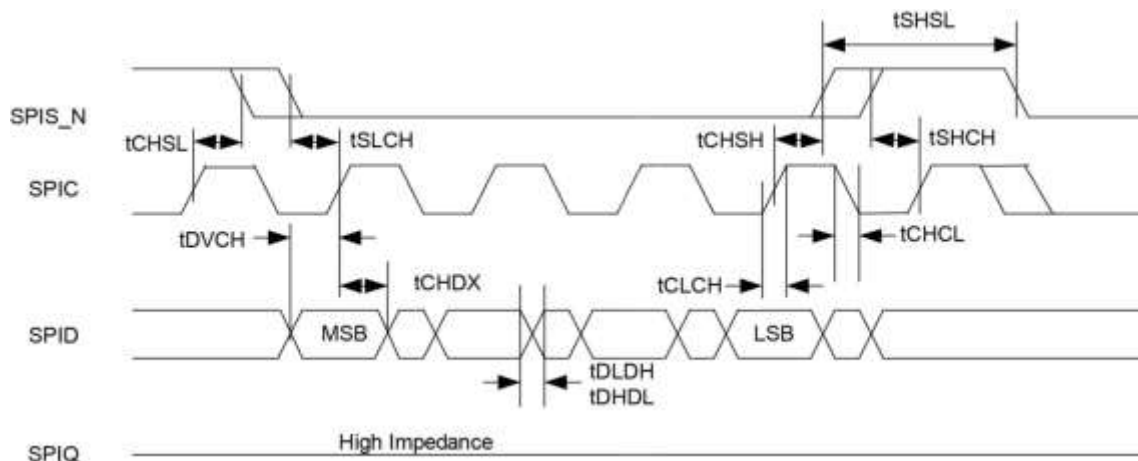 tSHSL
SPIS_N
tCHSL
tSLCH
tCHSH
tSHCH
SPIC
tDVCH
tCHCL
tCHDX
tCLCH
SPID
MSB
LSB
tDLDH
tDHDL
High Impedance
SPIQ